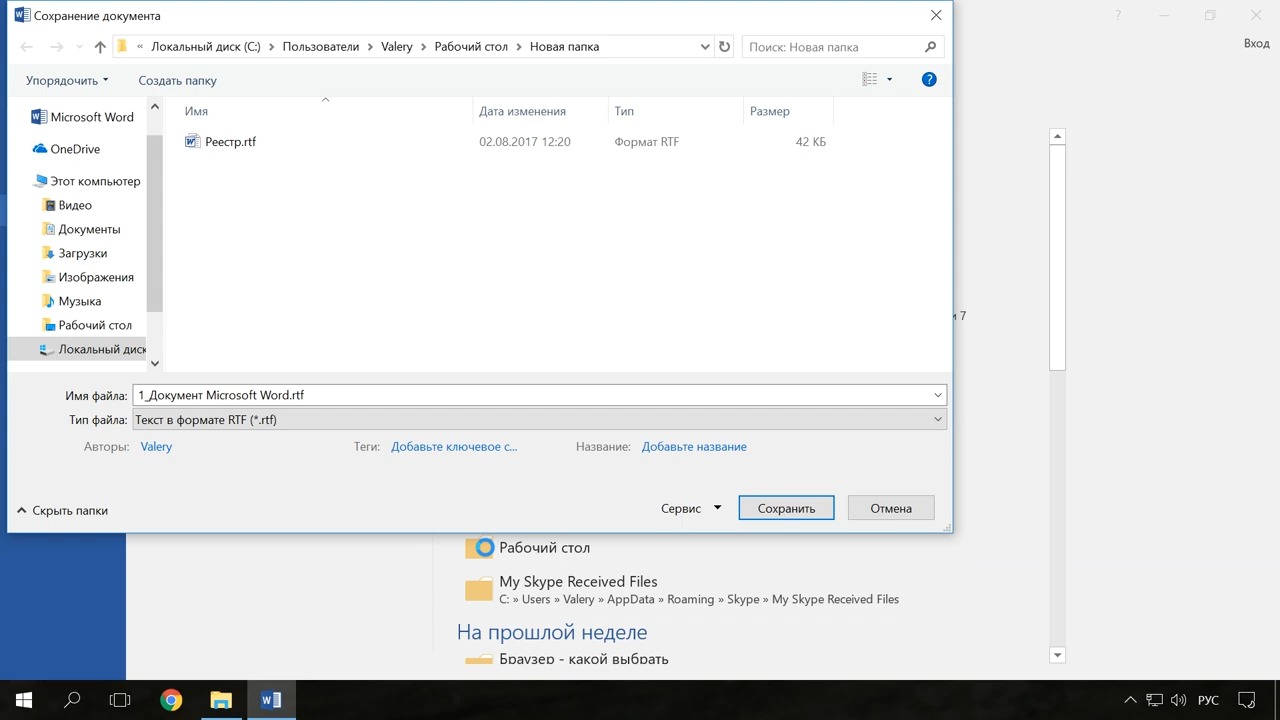 Сохранение документа
« Локальный диск (C:) > Пользователи > Valery > Рабочий стол > Новая папка
Поиск: Новая папка
Вход
Упорядочить
Создать папку
Microsoft Word
OneDrive
Этот компьютер
Видео
Документы
Загрузки
Изображения
Музыка
Рабочий стол
Локальный диск
Имя Дата изменения Тип Размер
Реестр.rtf 02.08.2017 12:20 Формат RTF 42 КБ
и 7
Имя файла: 1_Документ Microsoft Word.rtf
Тип файла: Текст в формате RTF (*.rtf)
Авторы: Valery Теги: Добавьте ключевое с... Название: Добавьте название
Скрыть папки
Сервис
Сохранить
Отмена
Рабочий стол
My Skype Received Files
C: » Users » Valery » AppData » Roaming » Skype » My Skype Received Files
На прошлой неделе
Браузер - какой выбрать
РУС